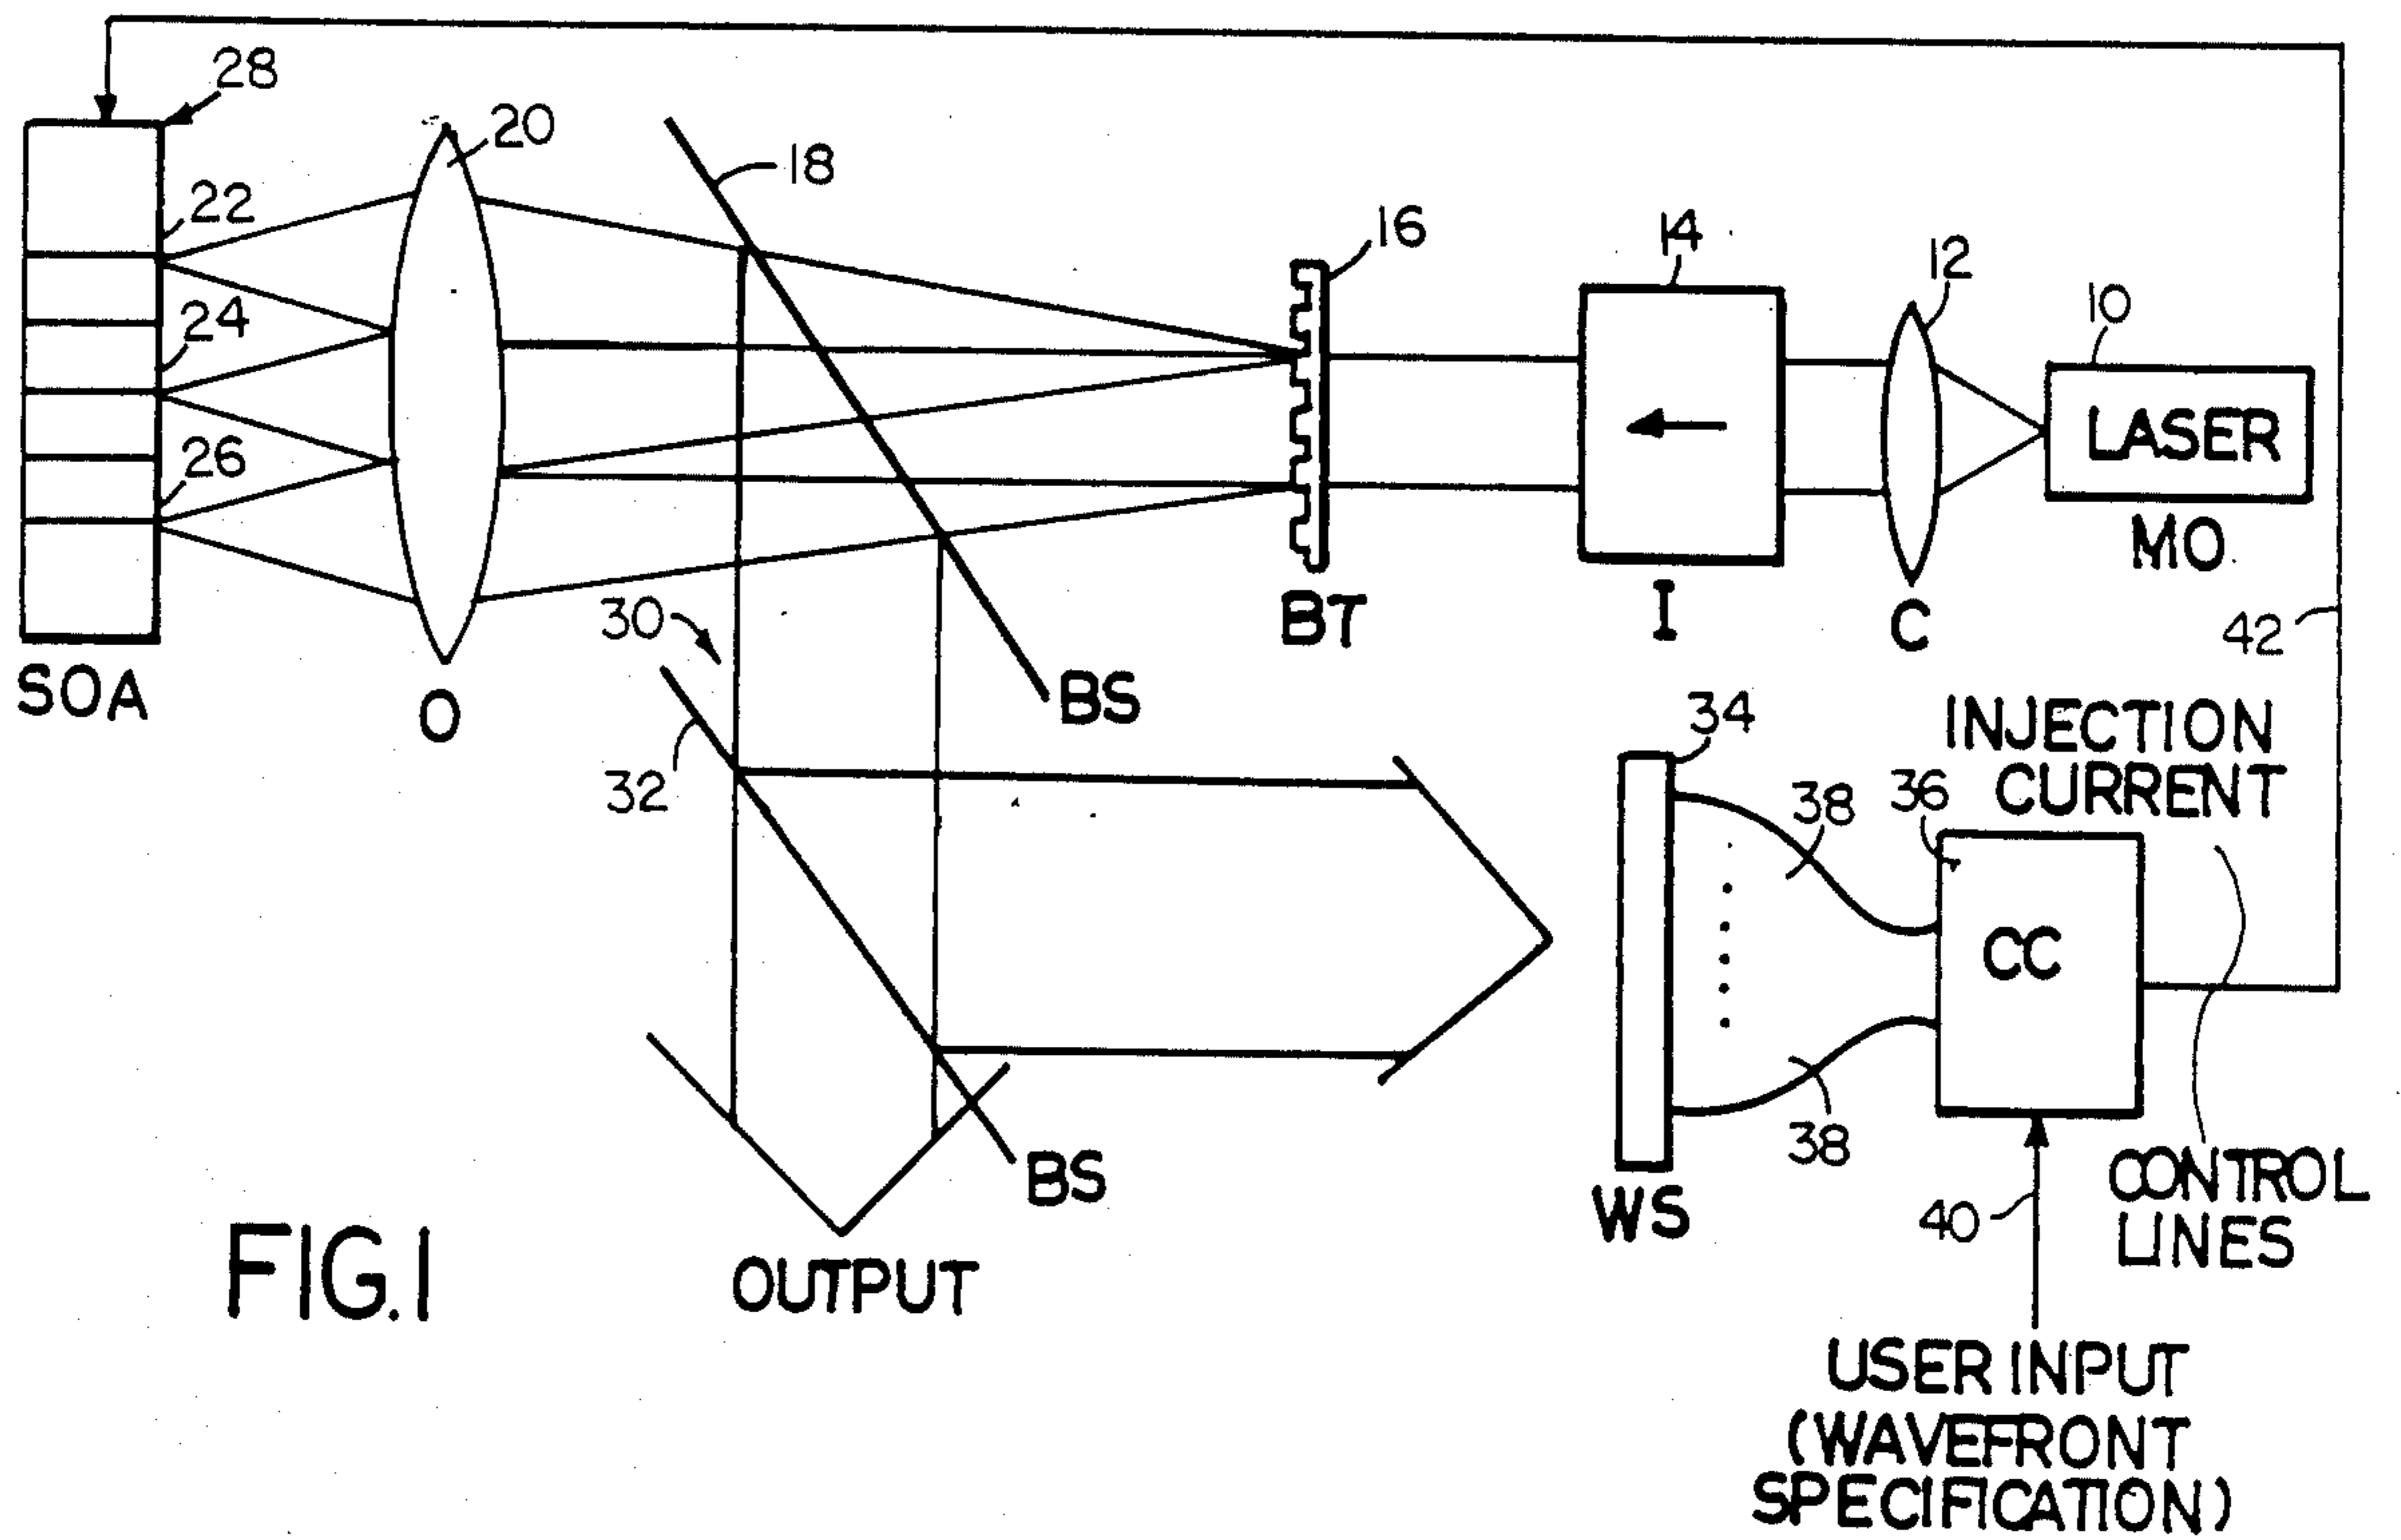 28
20
18
22
16
14
12
10
24
LASER
26
MO
30
BT
I
C
42
SOA
O
BS
34
INJECTION
CURRENT
32
38
36
CC
38
BS
WS
40
CONTROL
LINES
FIG.1
OUTPUT
USER INPUT
(WAVEFRONT
SPECIFICATION)